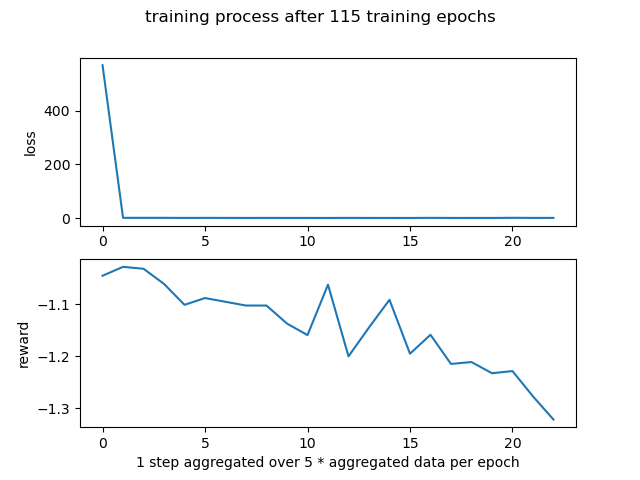 training process after 115 training epochs
400
200
0
loss
0 5 10 15 20
−1.1
−1.2
−1.3
reward
0 5 10 15 20
1 step aggregated over 5 * aggregated data per epoch